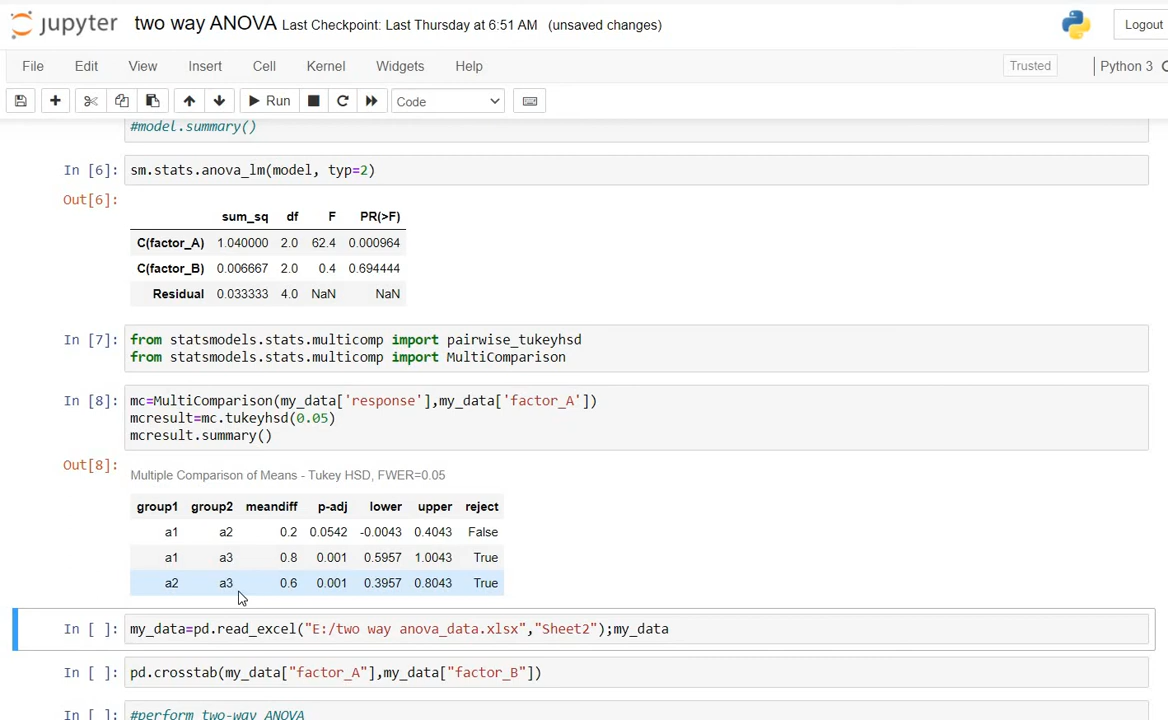 jupyter two way ANOVA Last Checkpoint: Last Thursday at 6:51 AM (unsaved changes) Logout
File Edit View Insert Cell Kernel Widgets Help Trusted Python 3
Run Code
#model.summary()
In [6]: sm.stats.anova_lm(model, typ=2)
Out[6]:
sum_sq df F PR(>F)
C(factor_A) 1.040000 2.0 62.4 0.000964
C(factor_B) 0.006667 2.0 0.4 0.694444
Residual 0.033333 4.0 NaN NaN
In [7]: from statsmodels.stats.multicomp import pairwise_tukeyhsd
from statsmodels.stats.multicomp import MultiComparison
In [8]: mc=MultiComparison(my_data['response'],my_data['factor_A'])
mcresult=mc.tukeyhsd(0.05)
mcresult.summary()
Out[8]:
Multiple Comparison of Means - Tukey HSD, FWER=0.05
group1 group2 meandiff p-adj lower upper reject
a1 a2 0.2 0.0542 -0.0043 0.4043 False
a1 a3 0.8 0.001 0.5957 1.0043 True
a2 a3 0.6 0.001 0.3957 0.8043 True
In [ ]: my_data=pd.read_excel("E:/two way anova_data.xlsx","Sheet2");my_data
In [ ]: pd.crosstab(my_data["factor_A"],my_data["factor_B"])
In [ ]: #perform two-way ANOVA